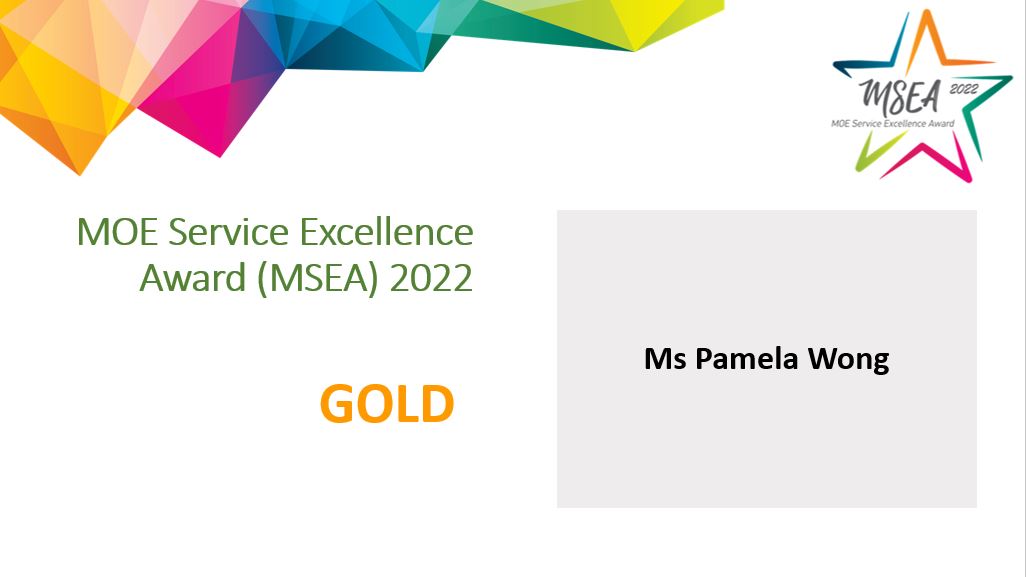 MSEA 2022
MOE Service Excellence Award
MOE Service Excellence
Award (MSEA) 2022
GOLD
Ms Pamela Wong